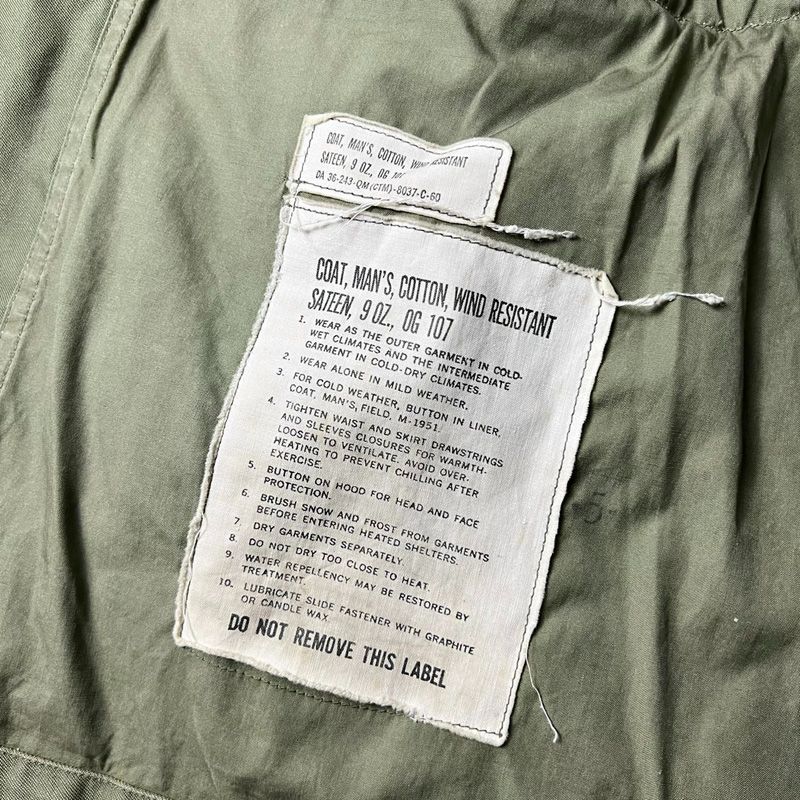 COAT, MAN'S, COTTON, WIND RESISTANT
SATEEN, 9 OZ., OG 107
DA 36-243-QM(CTM)-8037-C-60
COAT, MAN'S, COTTON, WIND RESISTANT
SATEEN, 9 OZ., OG 107
1. WEAR AS THE OUTER GARMENT IN COLD-
WET CLIMATES AND THE INTERMEDIATE
GARMENT IN COLD-DRY CLIMATES.
2. WEAR ALONE IN MILD WEATHER.
3. FOR COLD WEATHER, BUTTON IN LINER,
COAT, MAN'S, FIELD, M-1951.
4. TIGHTEN WAIST AND SKIRT DRAWSTRINGS
AND SLEEVES CLOSURES FOR WARMTH-
LOOSEN TO VENTILATE. AVOID OVER-
HEATING TO PREVENT CHILLING AFTER
EXERCISE.
5. BUTTON ON HOOD FOR HEAD AND FACE
PROTECTION.
6. BRUSH SNOW AND FROST FROM GARMENTS
BEFORE ENTERING HEATED SHELTERS.
7. DRY GARMENTS SEPARATELY.
8. DO NOT DRY TOO CLOSE TO HEAT.
9. WATER REPELLENCY MAY BE RESTORED BY
TREATMENT.
10. LUBRICATE SLIDE FASTENER WITH GRAPHITE
OR CANDLE WAX
DO NOT REMOVE THIS LABEL
5